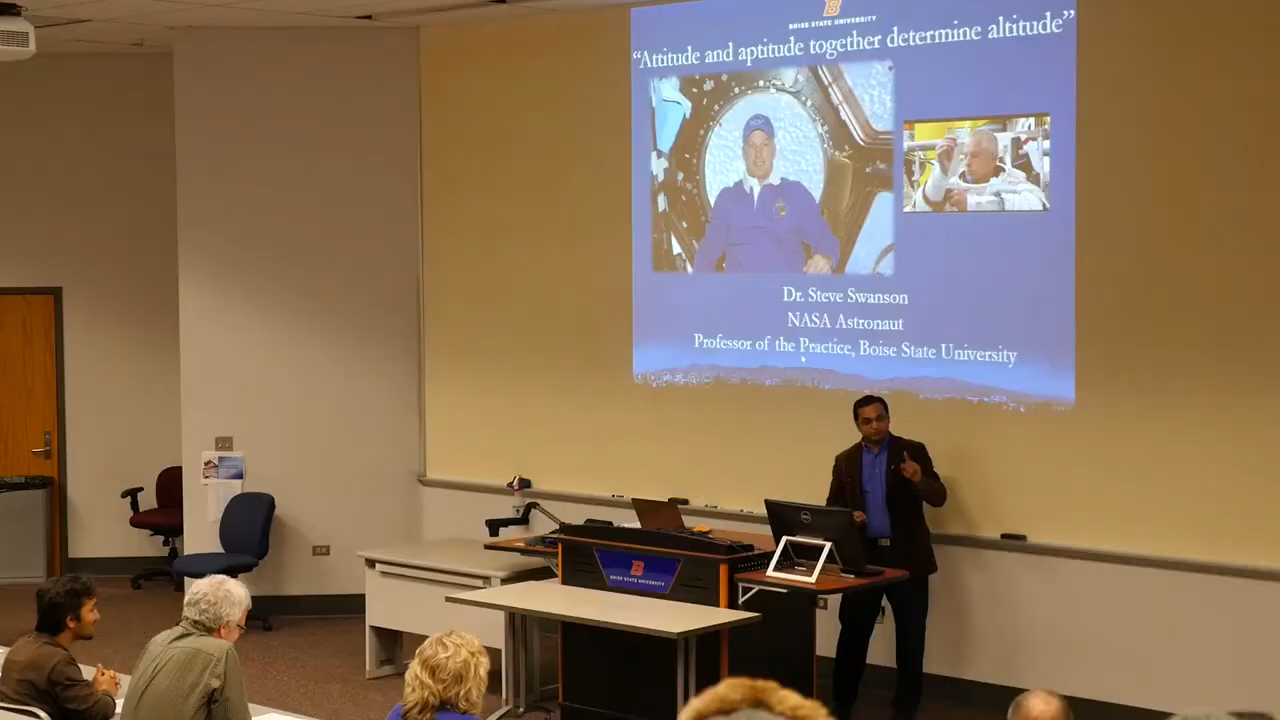 B
BOISE STATE UNIVERSITY
“Attitude and aptitude together determine altitude”
Dr. Steve Swanson
NASA Astronaut
Professor of the Practice, Boise State University
DELL
B
BOISE STATE UNIVERSITY